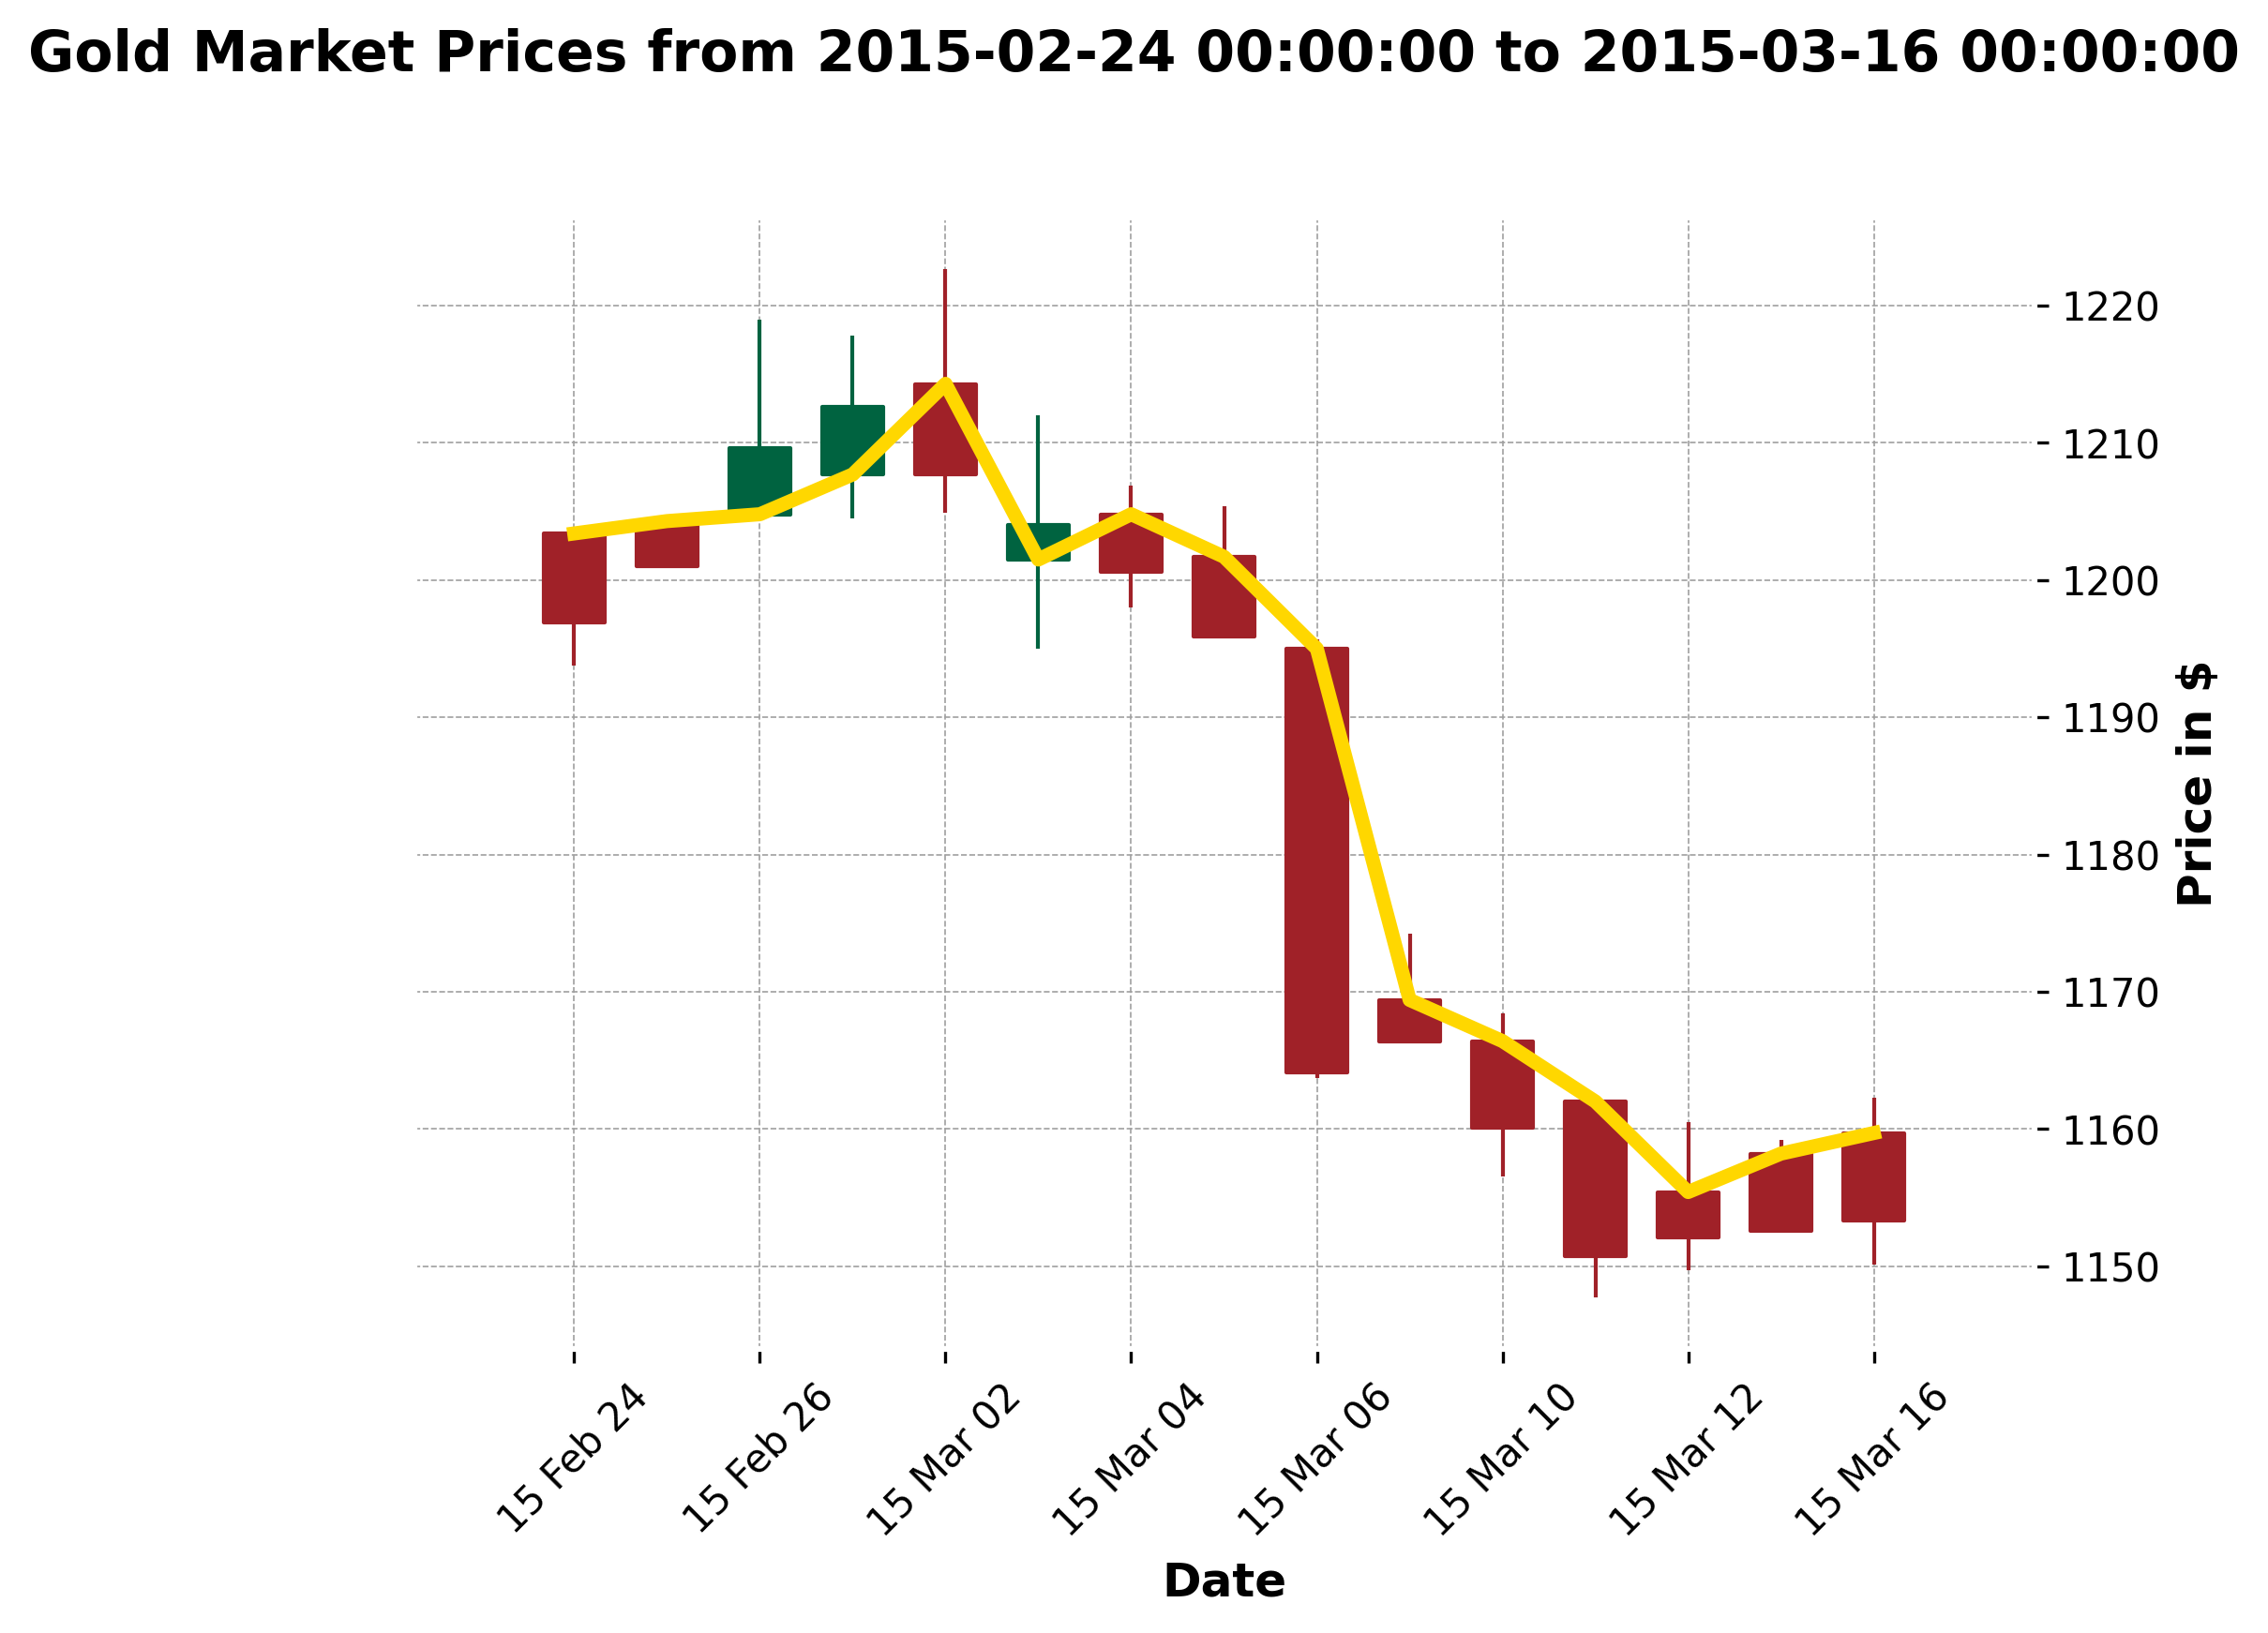 Gold Market Prices from 2015-02-24 00:00:00 to 2015-03-16 00:00:00
1220
1210
1200
1190
1180
1170
1160
1150
Price in $
15 Feb 24
15 Feb 26
15 Mar 02
15 Mar 04
15 Mar 06
15 Mar 10
15 Mar 12
15 Mar 16
Date